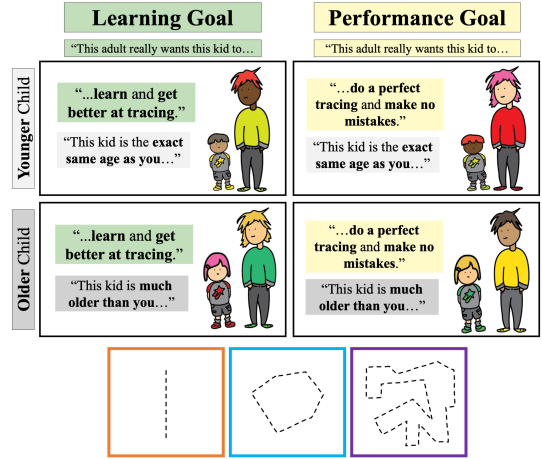 Learning Goal
Performance Goal
“This adult really wants this kid to…
“This adult really wants this kid to…
Younger Child
“...learn and get
better at tracing.”
“This kid is the exact
same age as you…”
“…do a perfect
tracing and make no
mistakes.”
“This kid is the exact
same age as you…”
Older Child
“...learn and get
better at tracing.”
“This kid is much
older than you…”
“…do a perfect
tracing and make no
mistakes.”
“This kid is much
older than you…”